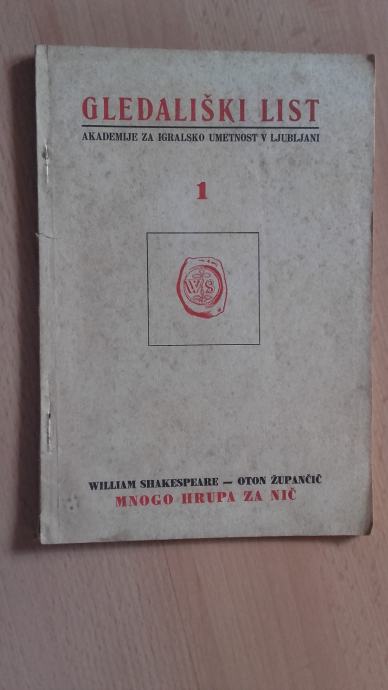 GLEDALIŠKI LIST
AKADEMIJE ZA IGRALSKO UMETNOST V LJUBLJANI
1
WS
WILLIAM SHAKESPEARE — OTON ŽUPANČIČ
MNOGO HRUPA ZA NIČ